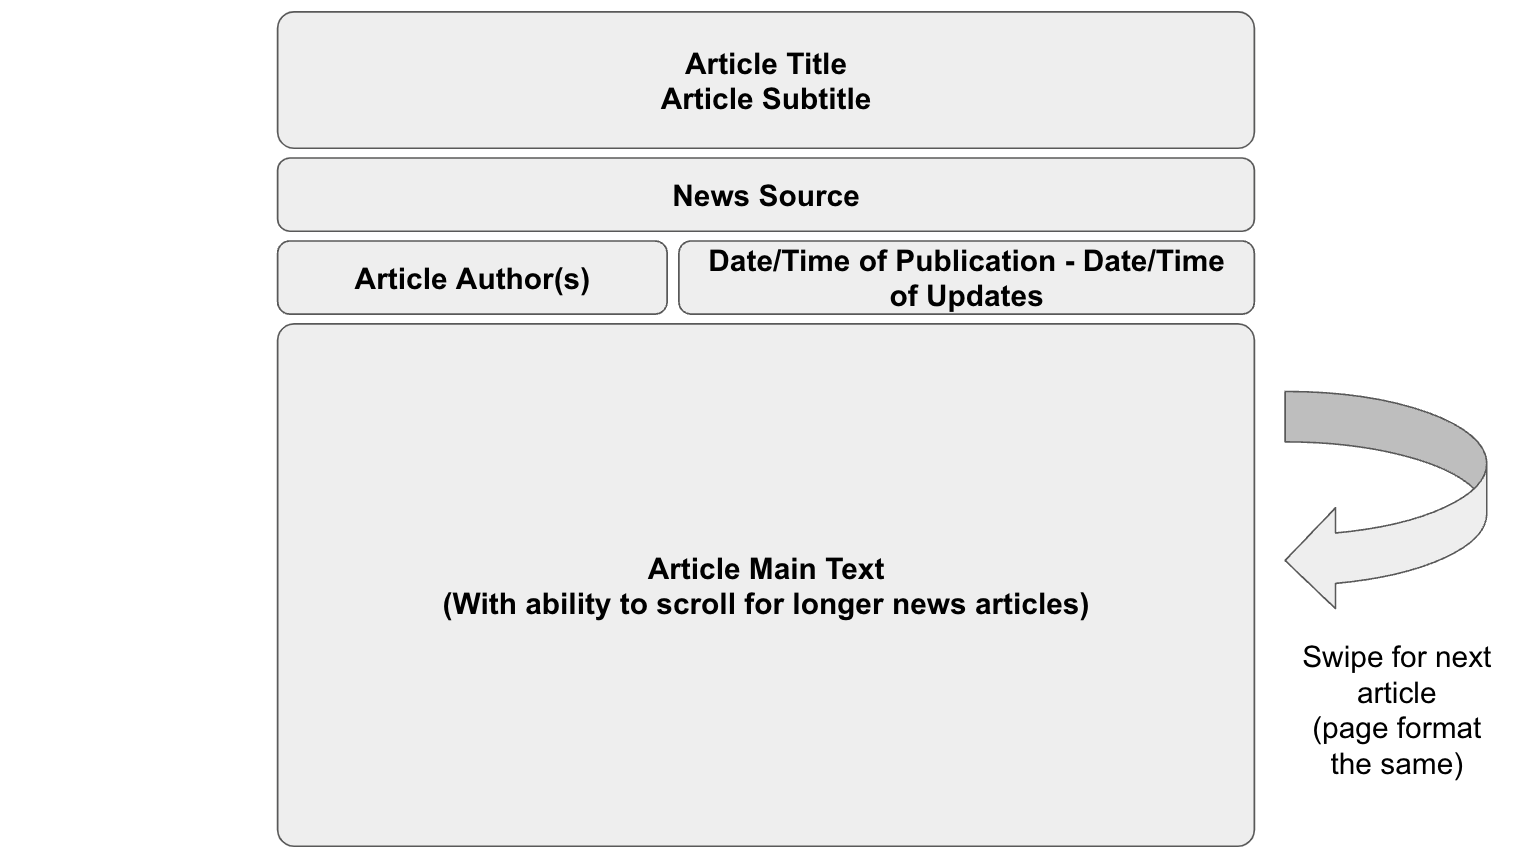 Article Title
Article Subtitle
News Source
Article Author(s)
Date/Time of Publication - Date/Time
of Updates
Article Main Text
(With ability to scroll for longer news articles)
Swipe for next
article
(page format
the same)